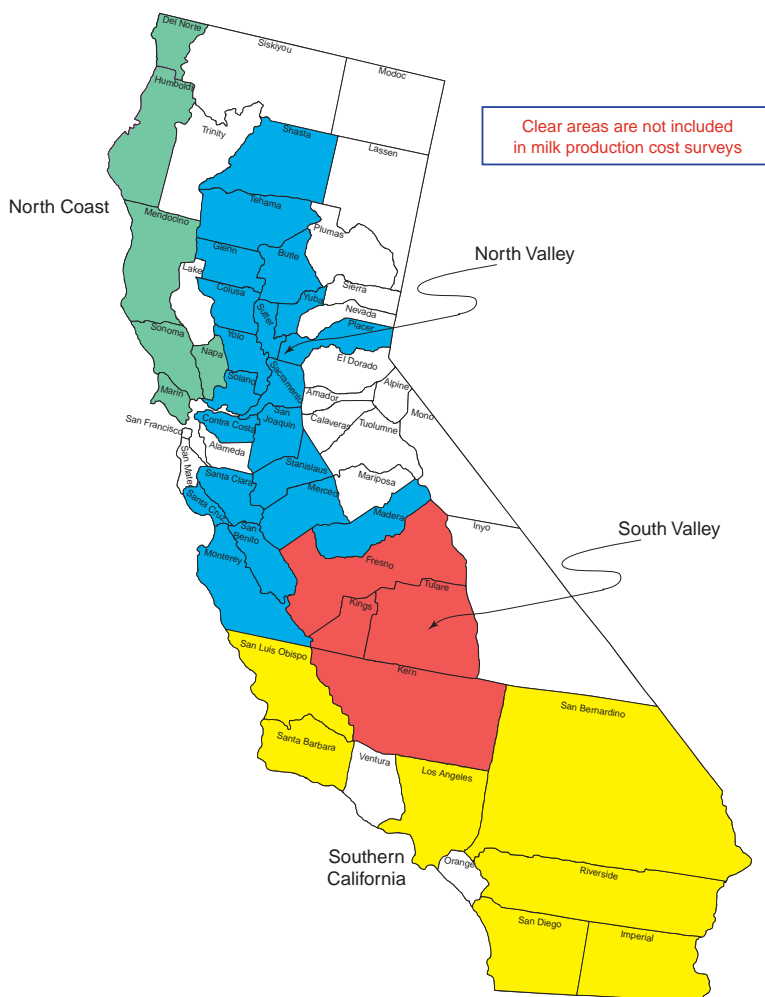 Del Norte
Siskiyou
Modoc
Humboldt
Trinity
Shasta
Lassen
Clear areas are not included
in milk production cost surveys
North Coast
Mendocino
Tehama
Plumas
Glenn
Butte
North Valley
Lake
Colusa
Sutter
Yuba
Sierra
Nevada
Placer
Sonoma
Napa
Yolo
El Dorado
Solano
Sacramento
Alpine
Marin
Amador
Mono
San Francisco
Contra Costa
San
Joaquin
Calaveras
Tuolumne
Alameda
San Mateo
Stanislaus
Santa Clara
Merced
Mariposa
Santa Cruz
Madera
San
Benito
Monterey
Inyo
South Valley
Fresno
Tulare
Kings
San Luis Obispo
Kern
San Bernardino
Santa Barbara
Ventura
Los Angeles
Southern
California
Orange
Riverside
San Diego
Imperial